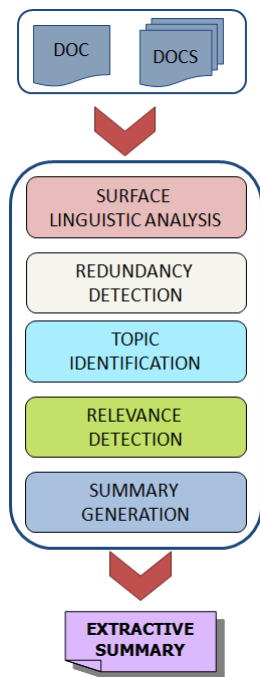 DOC
DOCS
SURFACE
LINGUISTIC ANALYSIS
REDUNDANCY
DETECTION
TOPIC
IDENTIFICATION
RELEVANCE
DETECTION
SUMMARY
GENERATION
EXTRACTIVE
SUMMARY